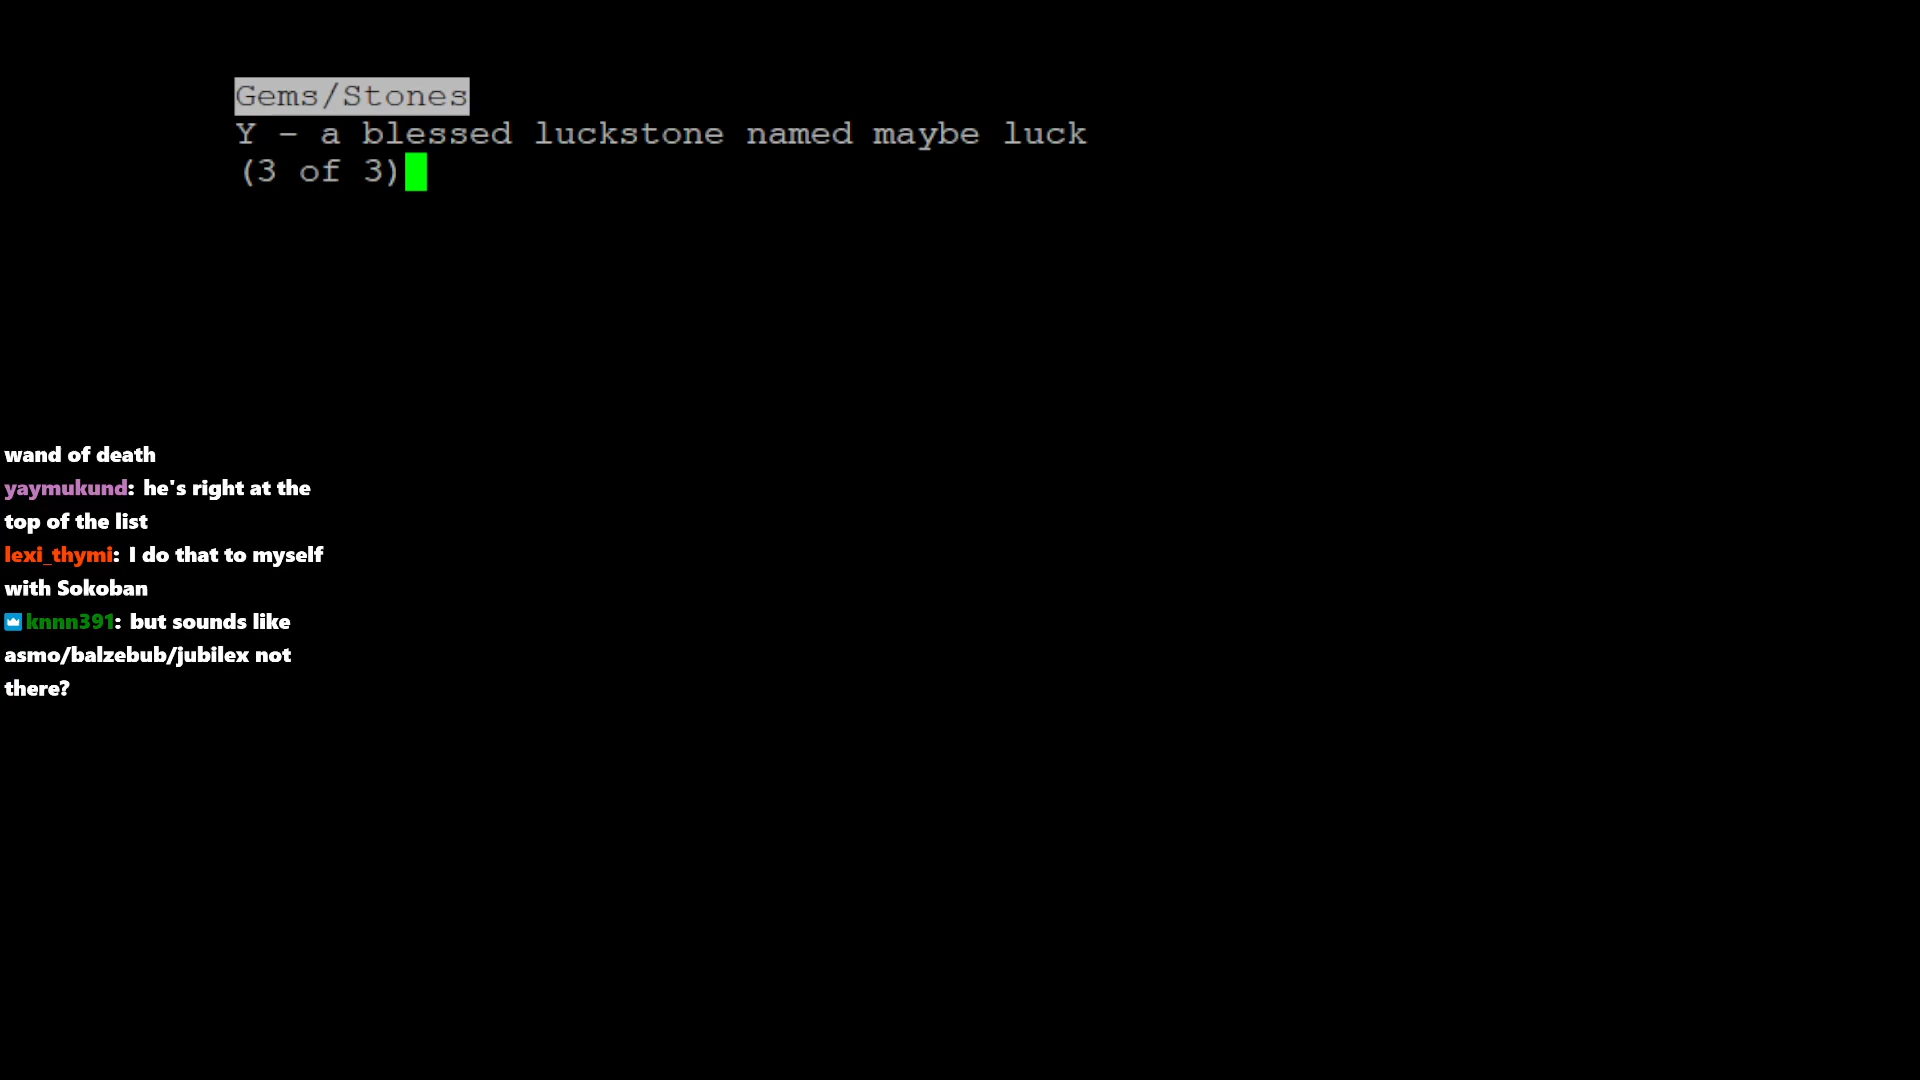 Gems/Stones
Y - a blessed luckstone named maybe luck
(3 of 3)
wand of death
yaymukund: he's right at the
top of the list
lexi_thymi: I do that to myself
with Sokoban
knnn391: but sounds like
asmo/balzebub/jubilex not
there?